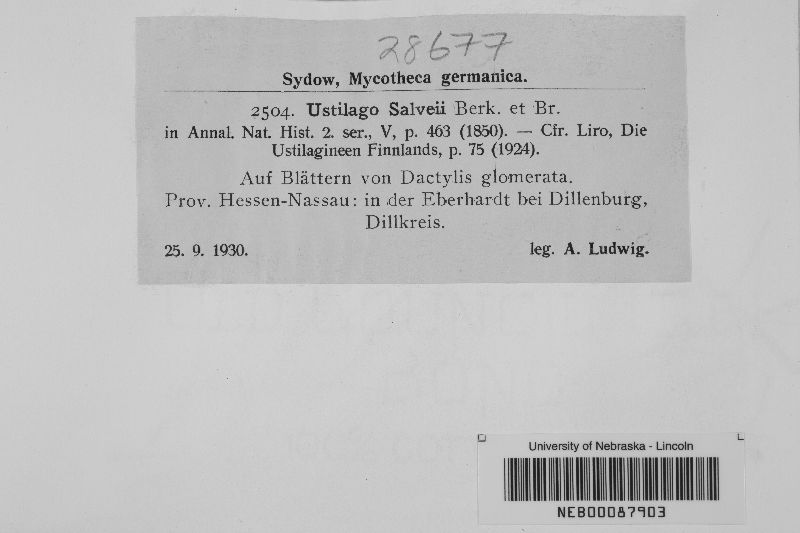 28677
Sydow, Mycotheca germanica.
2504. Ustilago Salveii Berk. et Br.
in Annal. Nat. Hist. 2. ser., V, p. 463 (1850). — Cfr. Liro, Die
Ustilagineen Finnlands, p. 75 (1924).
Auf Blättern von Dactylis glomerata.
Prov. Hessen-Nassau: in der Eberhardt bei Dillenburg,
Dillkreis.
25. 9. 1930. leg. A. Ludwig.
University of Nebraska - Lincoln
NEB00087903